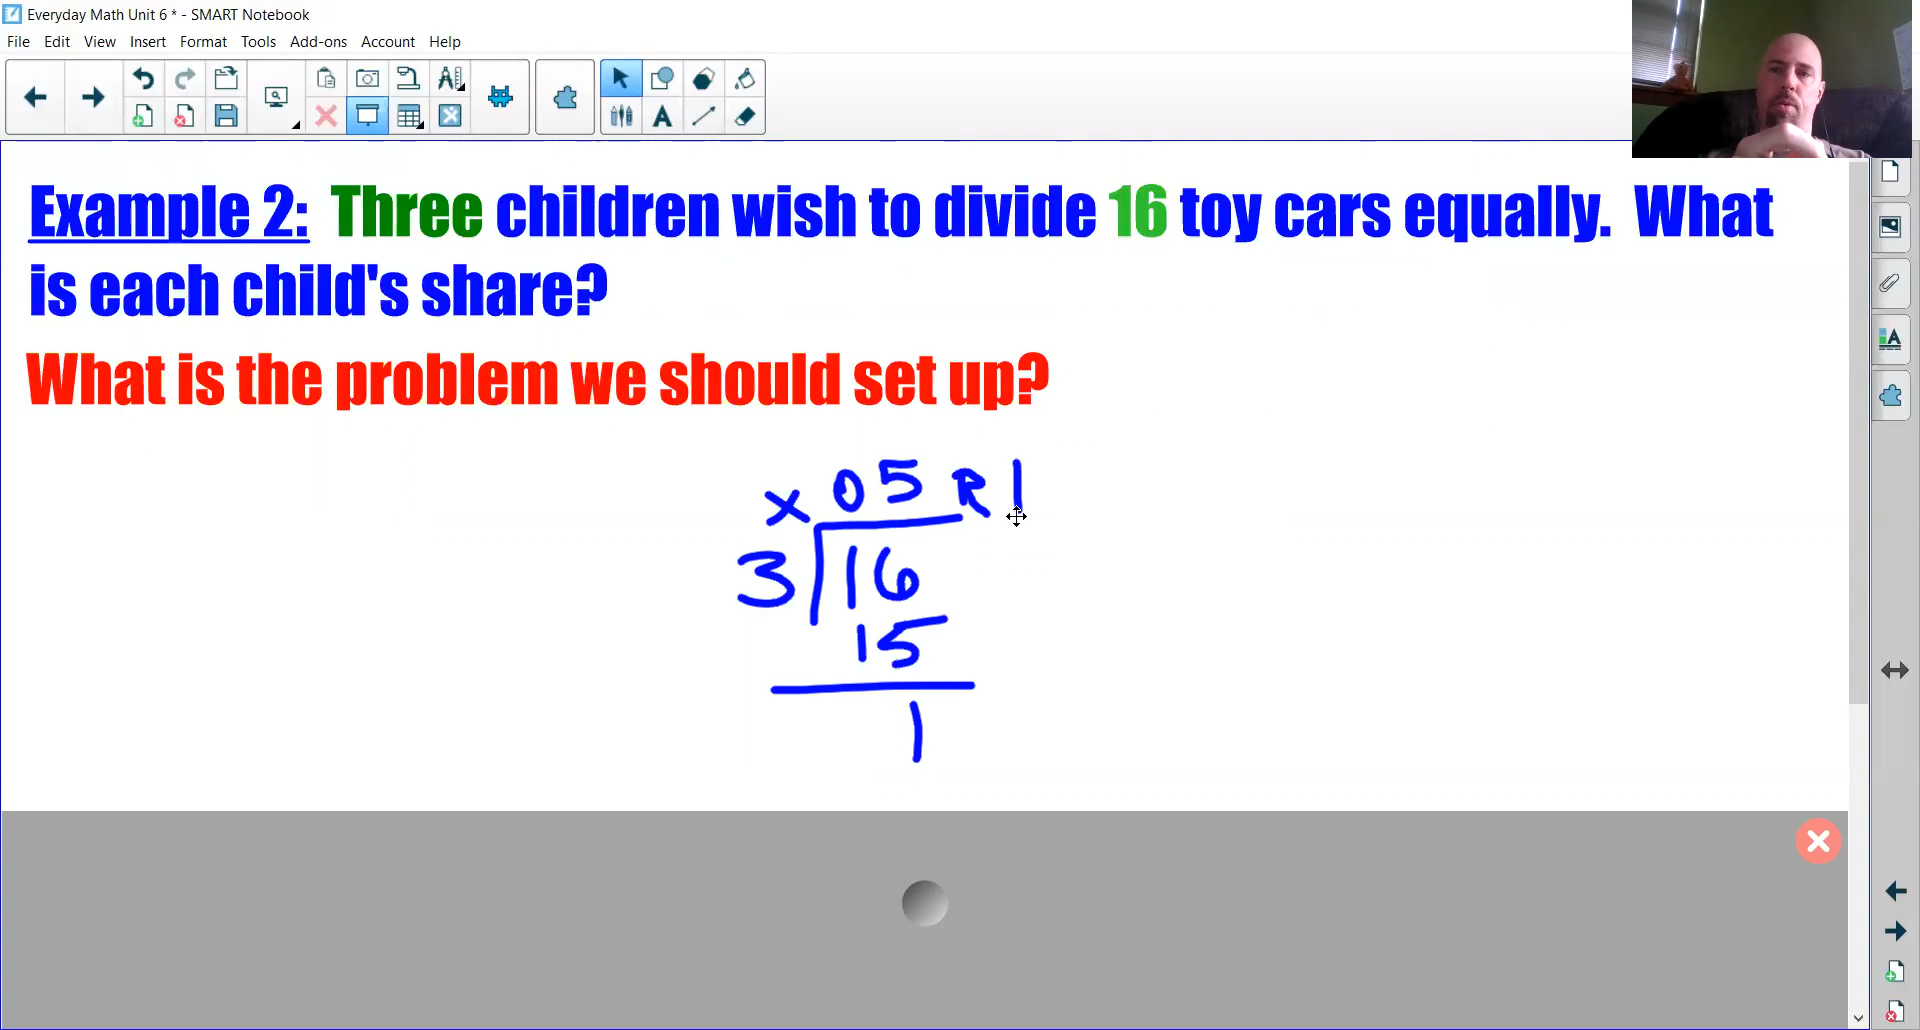 Everyday Math Unit 6 * - SMART Notebook
File Edit View Insert Format Tools Add-ons Account Help
Example 2: Three children wish to divide 16 toy cars equally. What
is each child's share?
What is the problem we should set up?
x 05 R 1
3 16
15
1